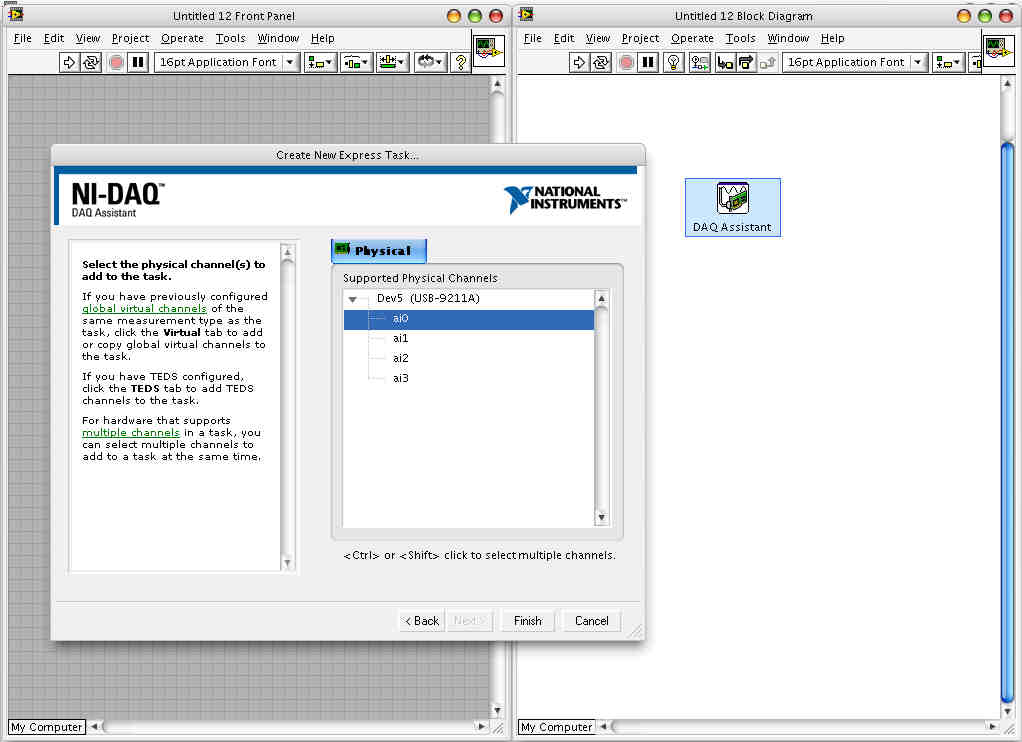 Untitled 12 Front Panel
File Edit View Project Operate Tools Window Help
16pt Application Font
?
Untitled 12 Block Diagram
File Edit View Project Operate Tools Window Help
16pt Application Font
DAQ Assistant
Create New Express Task...
NI-DAQ™
DAQ Assistant
NATIONAL
INSTRUMENTS™
Select the physical channel(s) to
add to the task.
If you have previously configured
global virtual channels of the
same measurement type as the
task, click the Virtual tab to add
or copy global virtual channels to
the task.
If you have TEDS configured,
click the TEDS tab to add TEDS
channels to the task.
For hardware that supports
multiple channels in a task, you
can select multiple channels to
add to a task at the same time.
Physical
Supported Physical Channels
Dev5 (USB-9211A)
ai0
ai1
ai2
ai3
<Ctrl> or <Shift> click to select multiple channels.
< Back Next > Finish Cancel
My Computer
My Computer